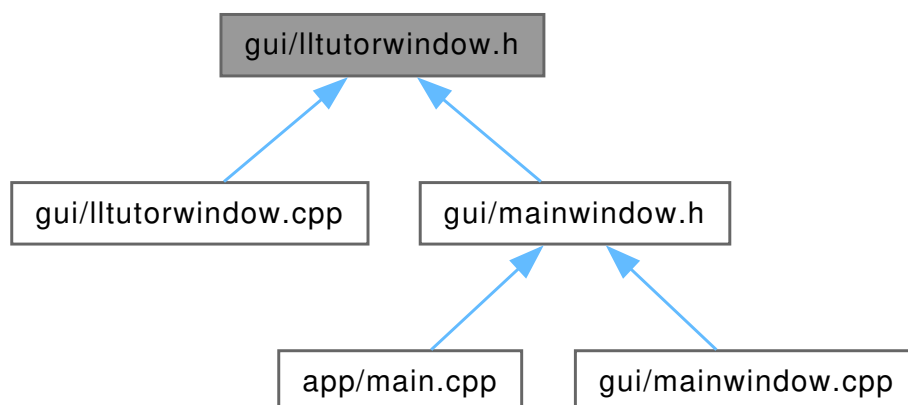 gui/lltutorwindow.h
gui/lltutorwindow.cpp
gui/mainwindow.h
app/main.cpp
gui/mainwindow.cpp